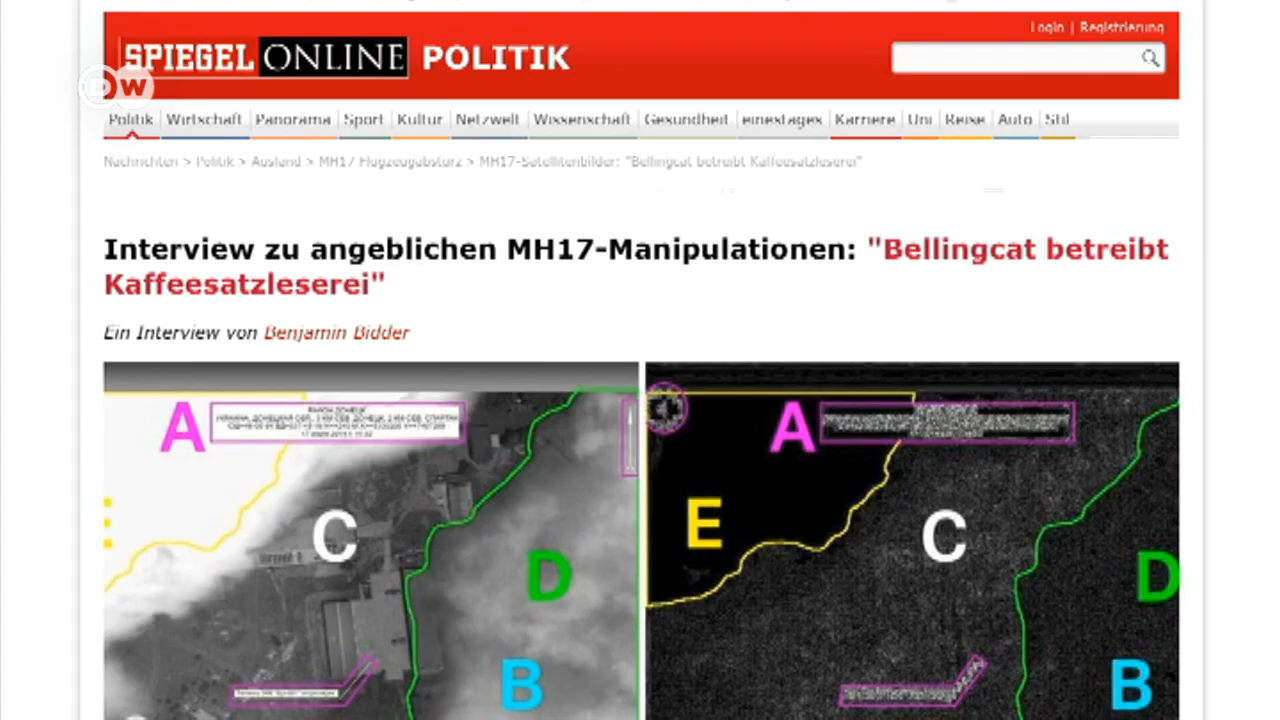 Login | Registrierung
SPIEGEL ONLINE POLITIK
DW
Politik Wirtschaft Panorama Sport Kultur Netzwelt Wissenschaft Gesundheit einestages Karriere Uni Reise Auto Stil
Nachrichten > Politik > Ausland > MH17 Flugzeugabsturz > MH17-Satellitenbilder: "Bellingcat betreibt Kaffeesatzleserei"
Interview zu angeblichen MH17-Manipulationen: "Bellingcat betreibt
Kaffeesatzleserei"
Ein Interview von Benjamin Bidder
A
C
D
B
A
E
C
D
B